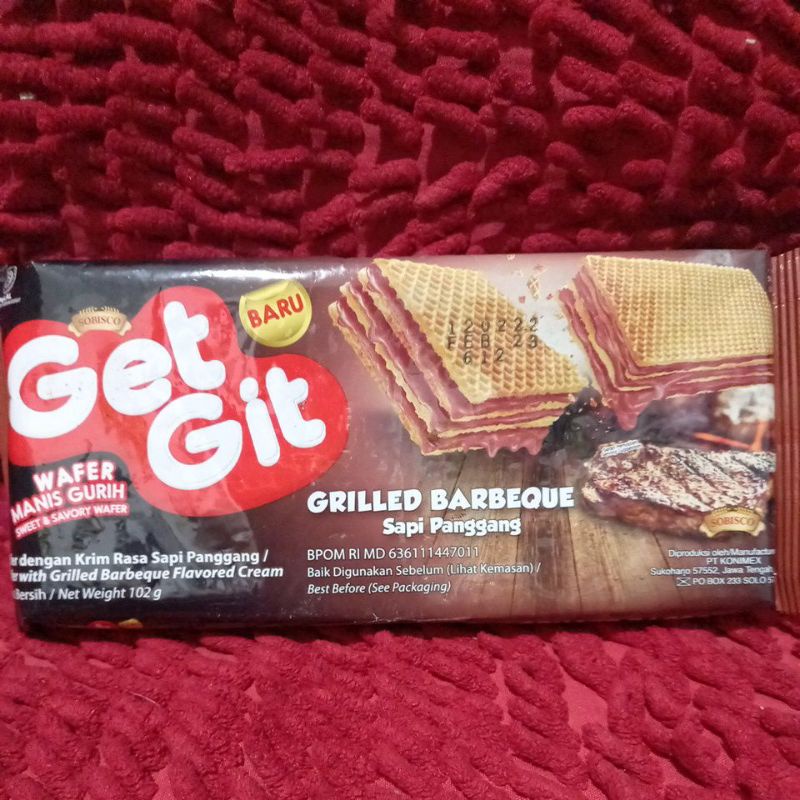 SOBISCO
Get
Git
BARU
WAFER
MANIS GURIH
SWEET & SAVORY WAFER
dengan Krim Rasa Sapi Panggang /
with Grilled Barbeque Flavored Cream
Bersih / Net Weight 102 g
120222
FEB 23
612
GRILLED BARBEQUE
Sapi Panggang
BPOM RI MD 636111447011
Baik Digunakan Sebelum (Lihat Kemasan) /
Best Before (See Packaging)
SOBISCO
Diproduksi oleh/Manufactu
PT KONIMEX
Sukoharjo 57552, Jawa Tengah
PO BOX 233 SOLO 57